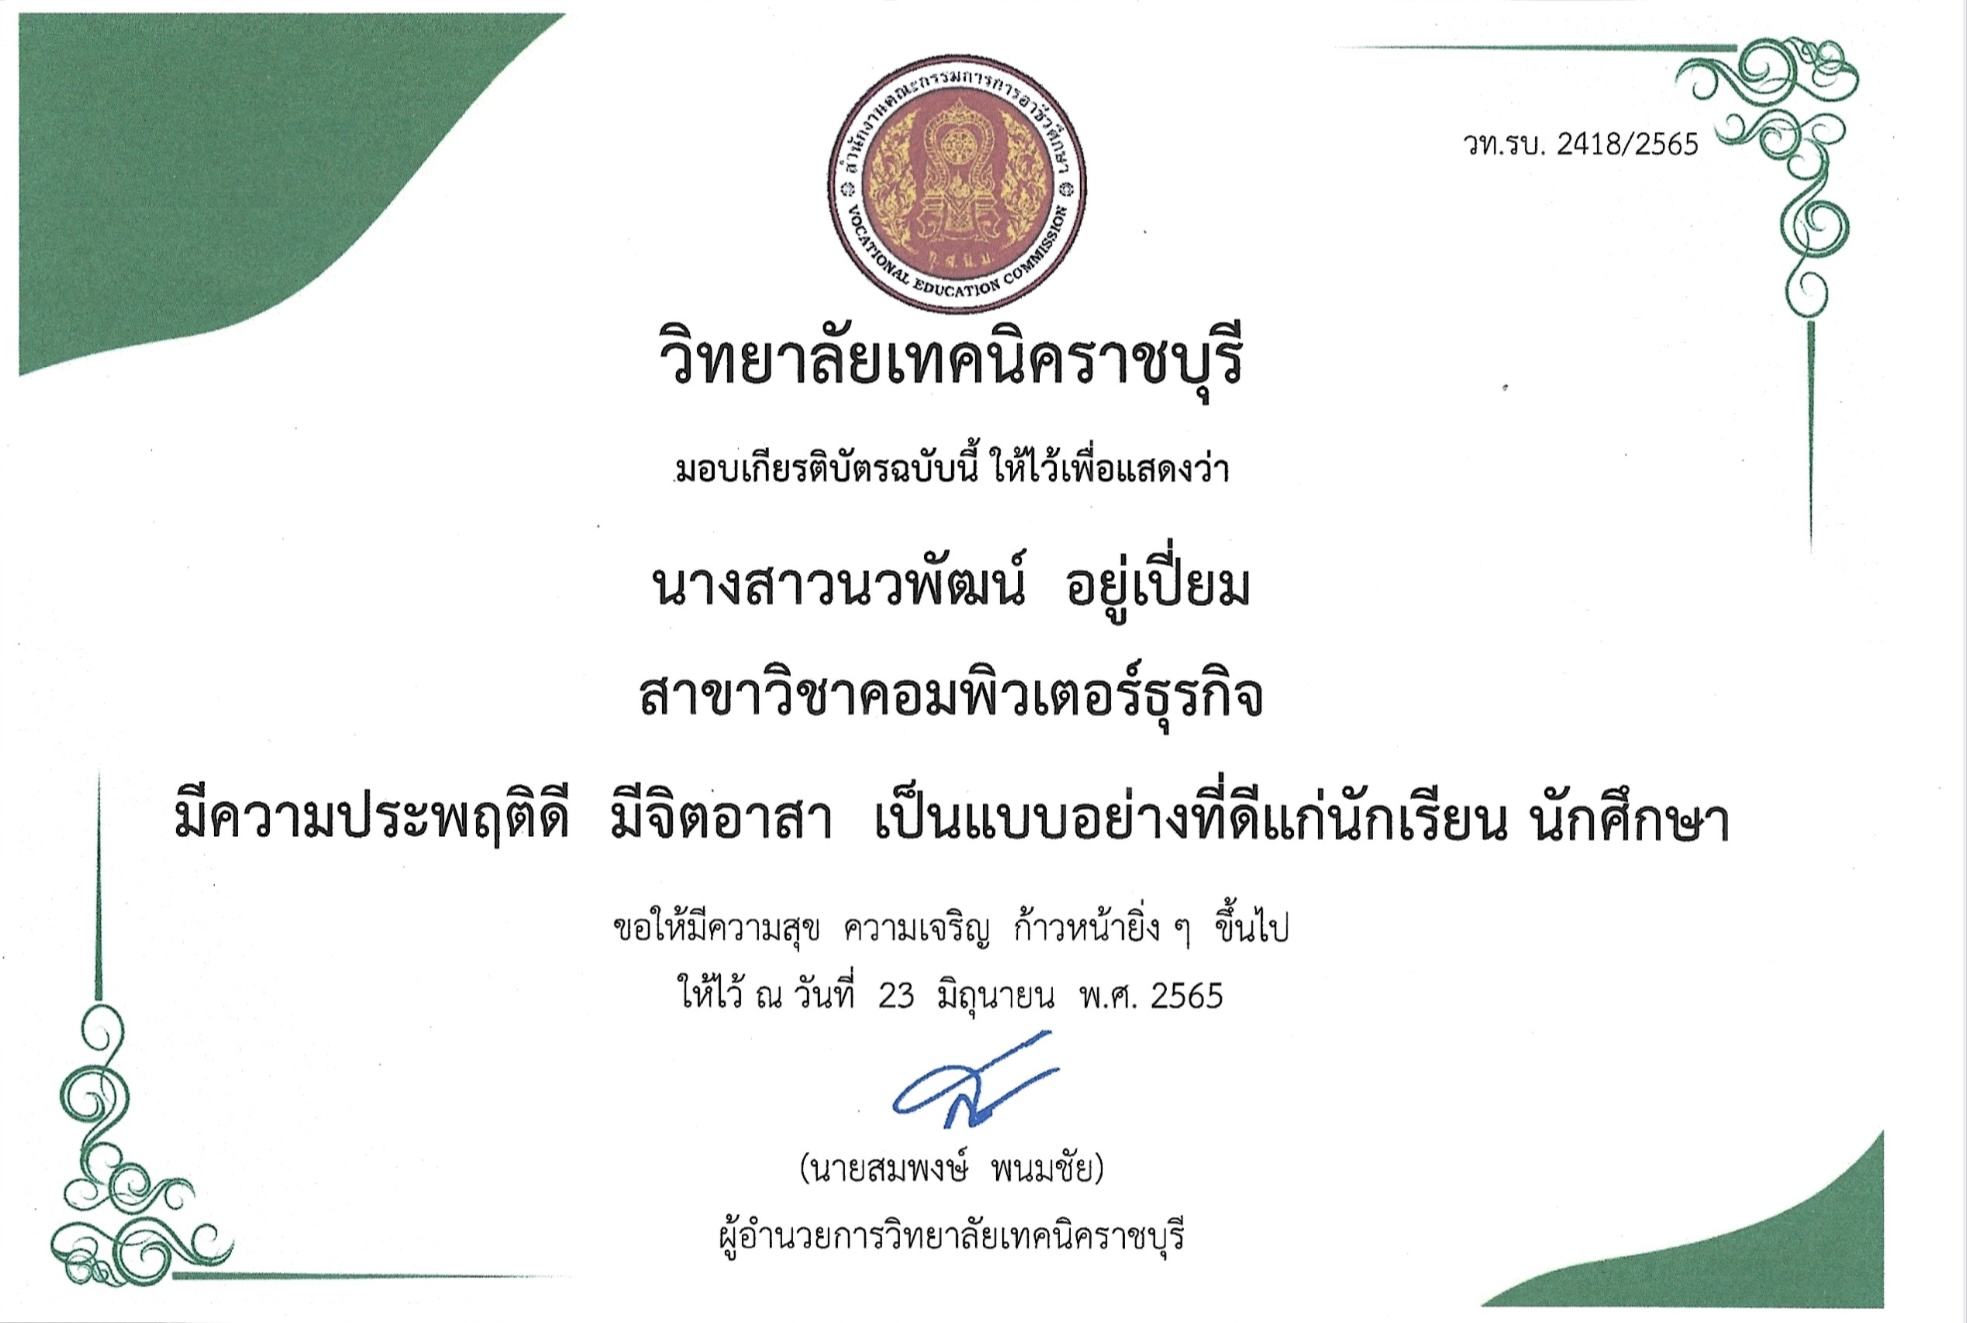 วท.รบ. 2418/2565
สำนักงานคณะกรรมการการอาชีวศึกษา
VOCATIONAL EDUCATION COMMISSION
ทุ. ส. นิ. ม.
วิทยาลัยเทคนิคราชบุรี
มอบเกียรติบัตรฉบับนี้ ให้ไว้เพื่อแสดงว่า
นางสาวนวพัฒน์ อยู่เปี่ยม
สาขาวิชาคอมพิวเตอร์ธุรกิจ
มีความประพฤติดี มีจิตอาสา เป็นแบบอย่างที่ดีแก่นักเรียน นักศึกษา
ขอให้มีความสุข ความเจริญ ก้าวหน้ายิ่ง ๆ ขึ้นไป
ให้ไว้ ณ วันที่ 23 มิถุนายน พ.ศ. 2565
(นายสมพงษ์ พนมชัย)
ผู้อำนวยการวิทยาลัยเทคนิคราชบุรี